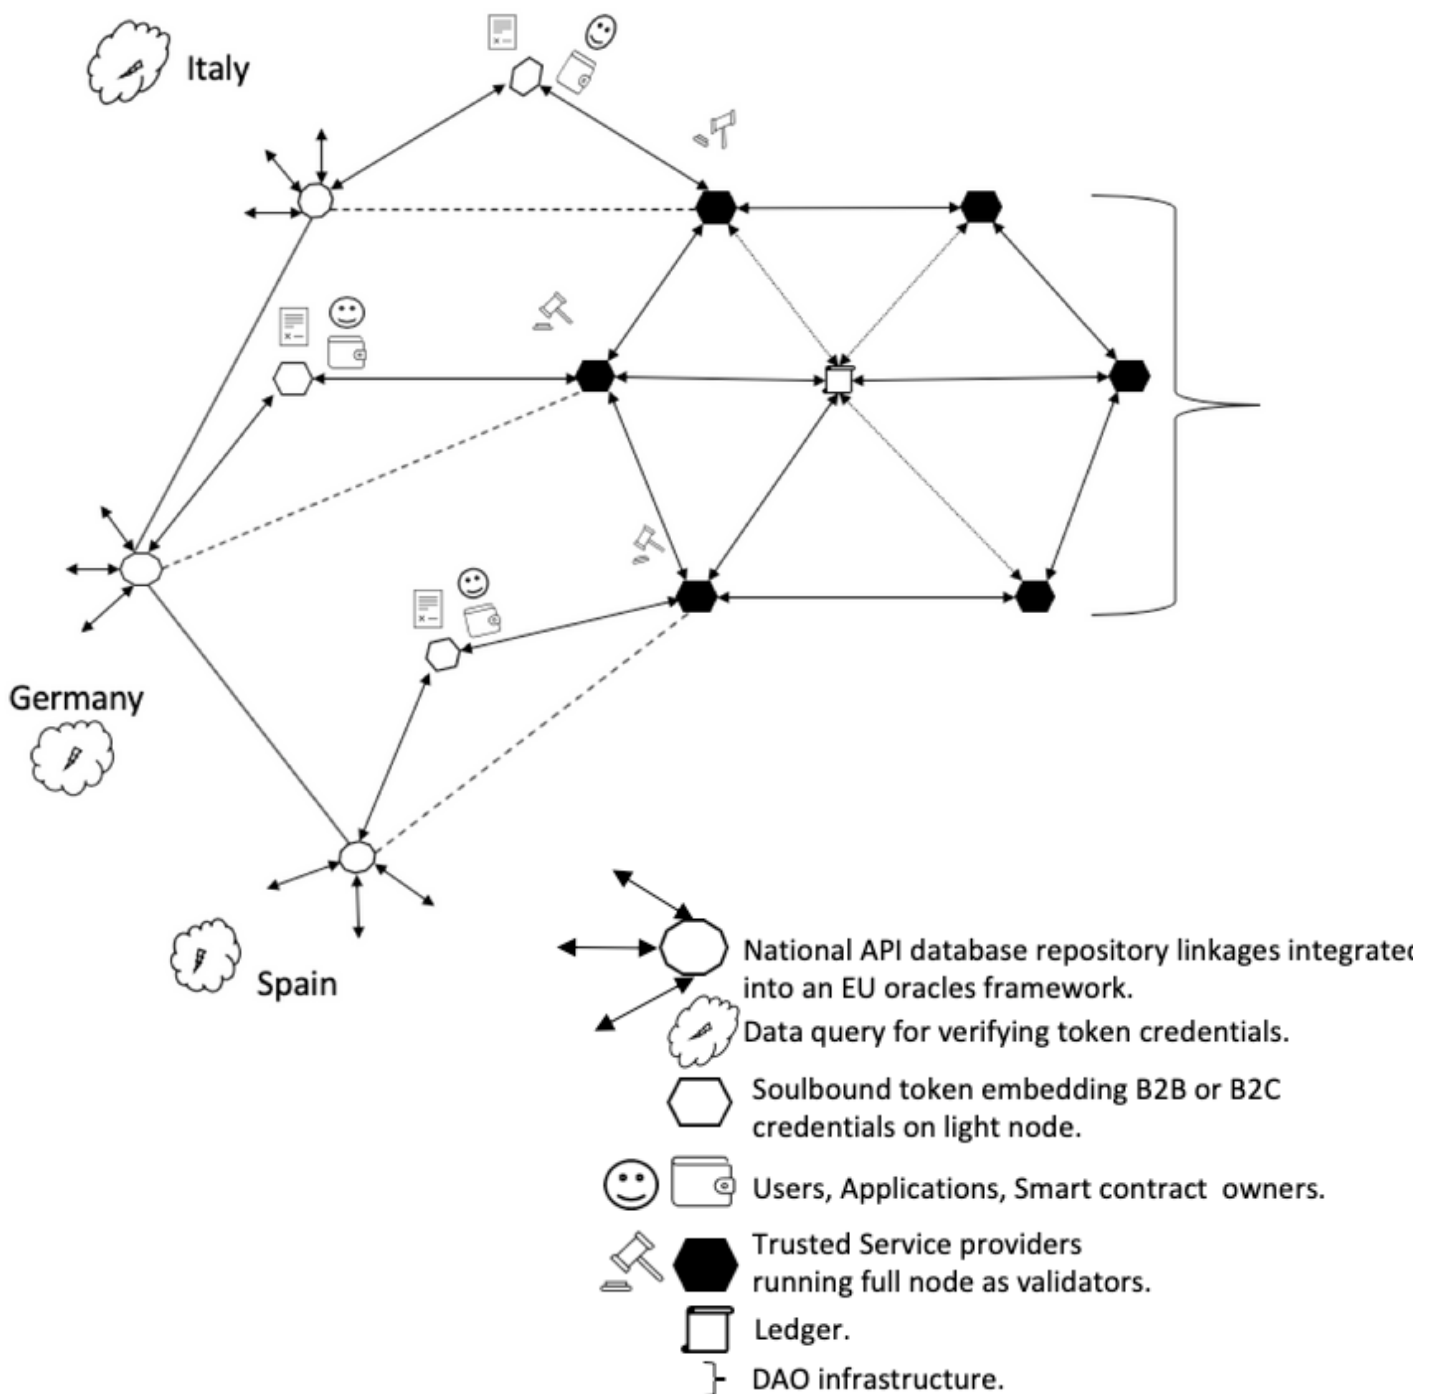 Italy
Germany
Spain
National API database repository linkages integrated
into an EU oracles framework.
Data query for verifying token credentials.
Soulbound token embedding B2B or B2C
credentials on light node.
Users, Applications, Smart contract owners.
Trusted Service providers
running full node as validators.
Ledger.
DAO infrastructure.